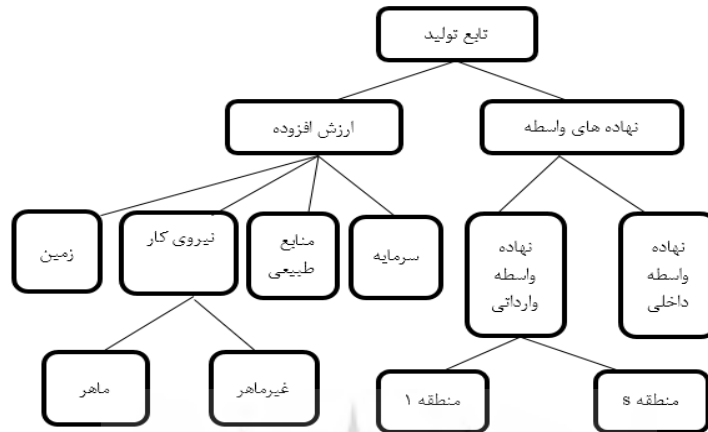 تابع تولید
ارزش افزوده
نهاده های واسطه
زمین
نیروی کار
منابع
طبیعی
سرمایه
نهاده
واسطه
وارداتی
نهاده
واسطه
داخلی
ماهر
غیرماهر
منطقه ۱
منطقه s